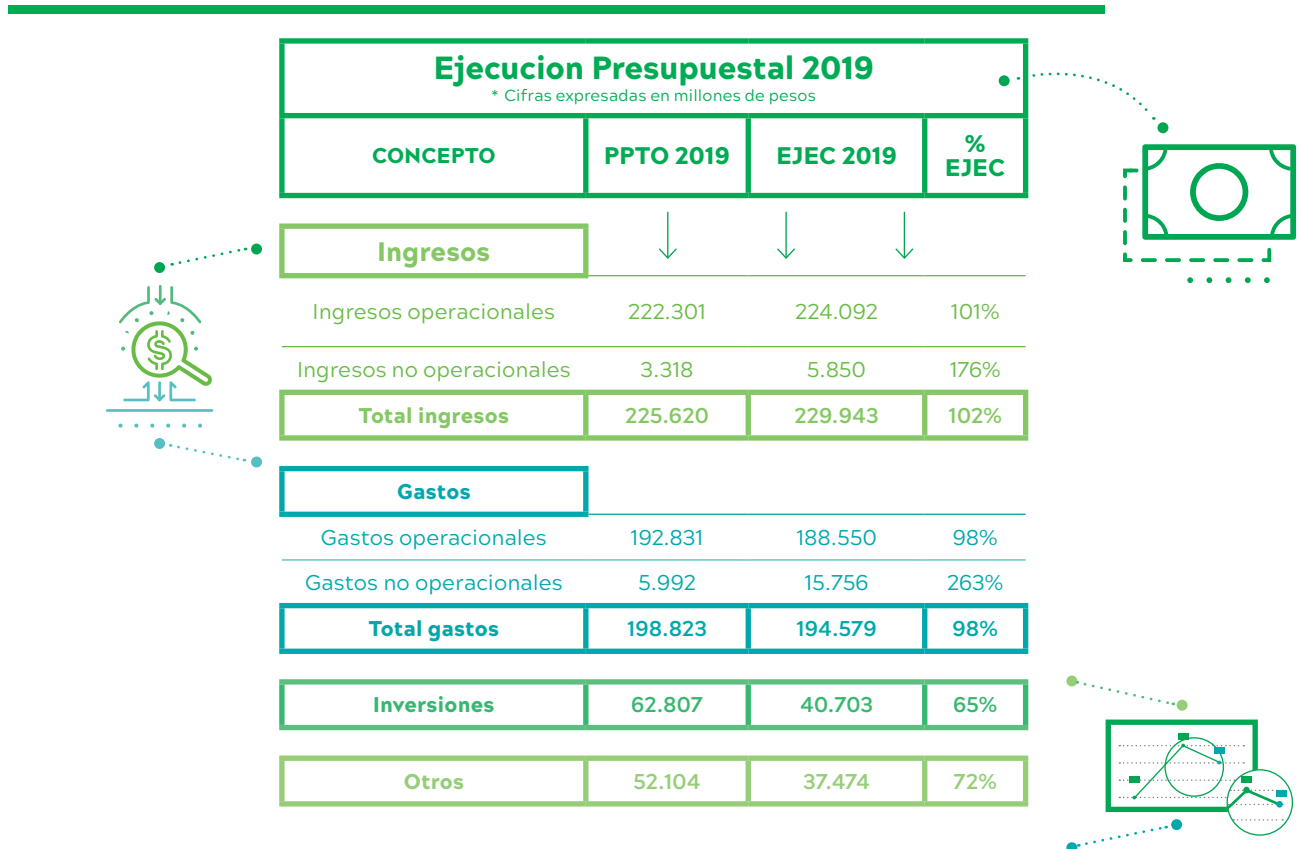 Ejecucion Presupuestal 2019
* Cifras expresadas en millones de pesos
CONCEPTO PPTO 2019 EJEC 2019 % EJEC
Ingresos
Ingresos operacionales 222.301 224.092 101%
Ingresos no operacionales 3.318 5.850 176%
Total ingresos 225.620 229.943 102%
Gastos
Gastos operacionales 192.831 188.550 98%
Gastos no operacionales 5.992 15.756 263%
Total gastos 198.823 194.579 98%
Inversiones 62.807 40.703 65%
Otros 52.104 37.474 72%